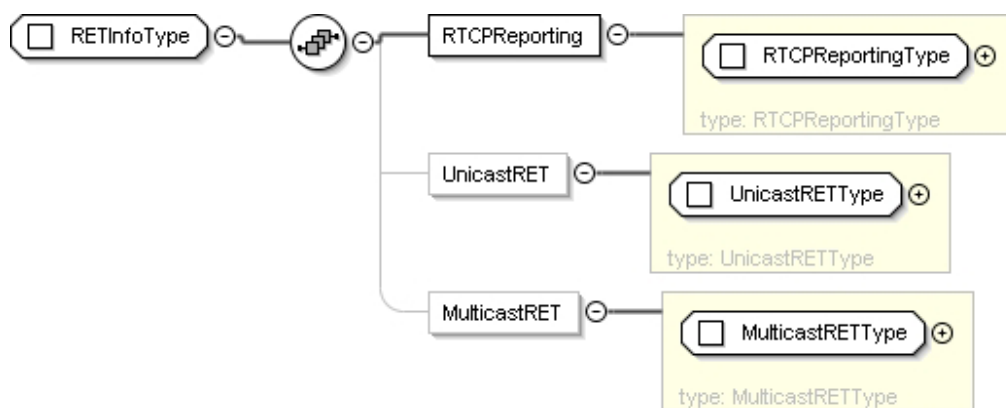 RETInfoType
RTCPReporting
RTCPReportingType
type: RTCPReportingType
UnicastRET
UnicastRETType
type: UnicastRETType
MulticastRET
MulticastRETType
type: MulticastRETType